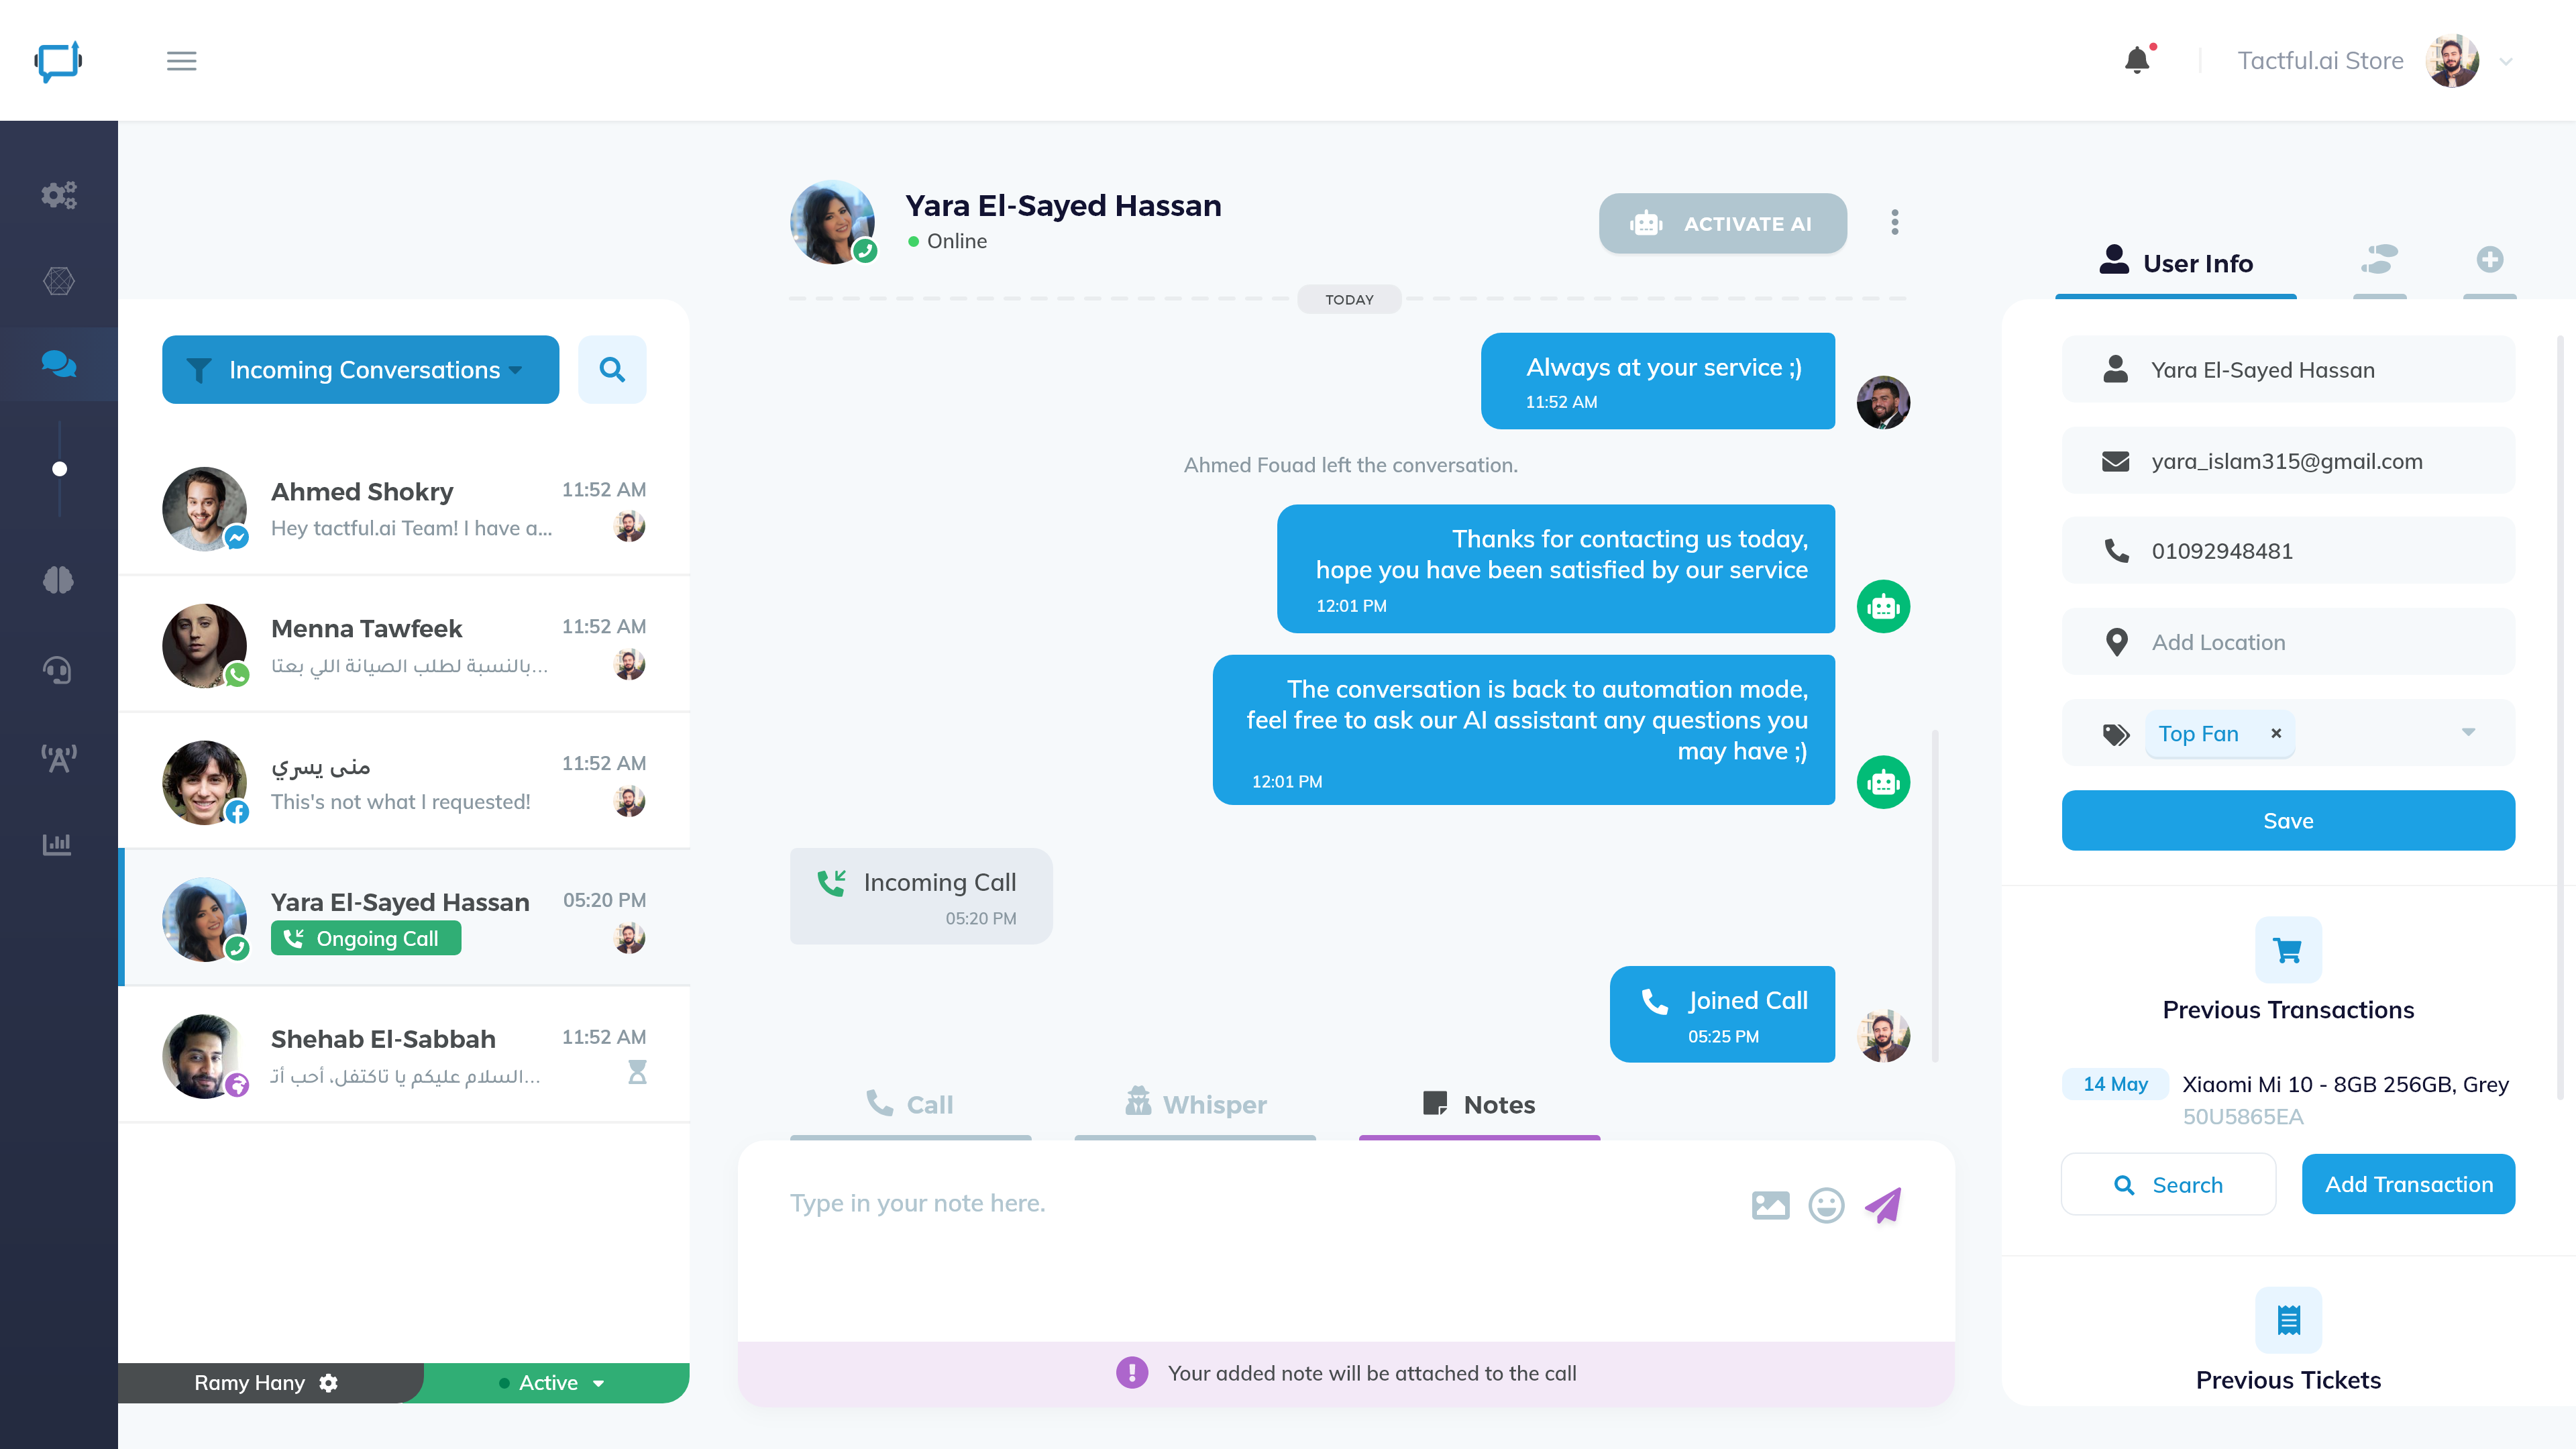 Tactful.ai Store
Incoming Conversations
Ahmed Shokry
11:52 AM
Hey tactful.ai Team! I have a...
Menna Tawfeek
11:52 AM
بالنسبة لطلب الصيانة اللي بعتا...
منى يسري
11:52 AM
This's not what I requested!
Yara El-Sayed Hassan
05:20 PM
Ongoing Call
Shehab El-Sabbah
11:52 AM
السلام عليكم يا تاكتفل، أحب أتـ...
Ramy Hany
Active
Yara El-Sayed Hassan
Online
ACTIVATE AI
TODAY
Always at your service ;)
11:52 AM
Ahmed Fouad left the conversation.
Thanks for contacting us today,
hope you have been satisfied by our service
12:01 PM
The conversation is back to automation mode,
feel free to ask our AI assistant any questions you
may have ;)
12:01 PM
Incoming Call
05:20 PM
Joined Call
05:25 PM
Call
Whisper
Notes
Type in your note here.
Your added note will be attached to the call
User Info
Yara El-Sayed Hassan
yara_islam315@gmail.com
01092948481
Add Location
Top Fan ×
Save
Previous Transactions
14 May
Xiaomi Mi 10 - 8GB 256GB, Grey
50U5865EA
Search
Add Transaction
Previous Tickets